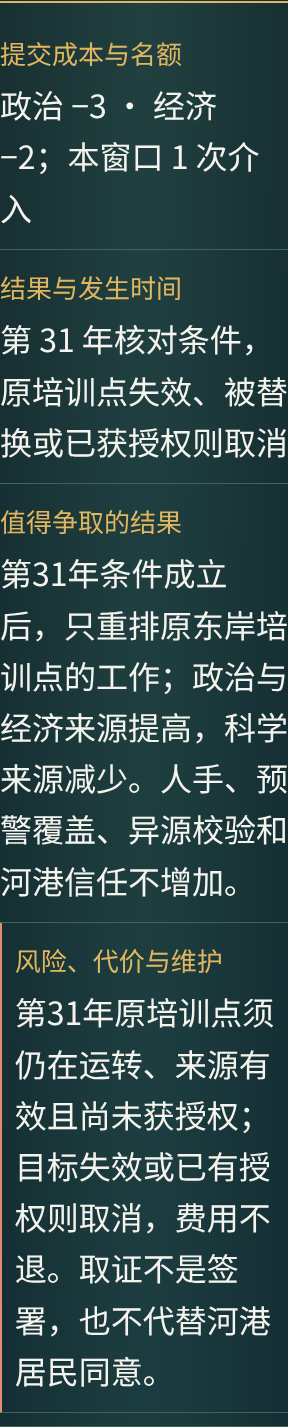 提交成本与名额
政治 −3 · 经济
−2；本窗口 1 次介
入
结果与发生时间
第 31 年核对条件，
原培训点失效、被替
换或已获授权则取消
值得争取的结果
第31年条件成立
后，只重排原东岸培
训点的工作；政治与
经济来源提高，科学
来源减少。人手、预
警覆盖、异源校验和
河港信任不增加。
风险、代价与维护
第31年原培训点须
仍在运转、来源有
效且尚未获授权；
目标失效或已有授
权则取消，费用不
退。取证不是签
署，也不代替河港
居民同意。